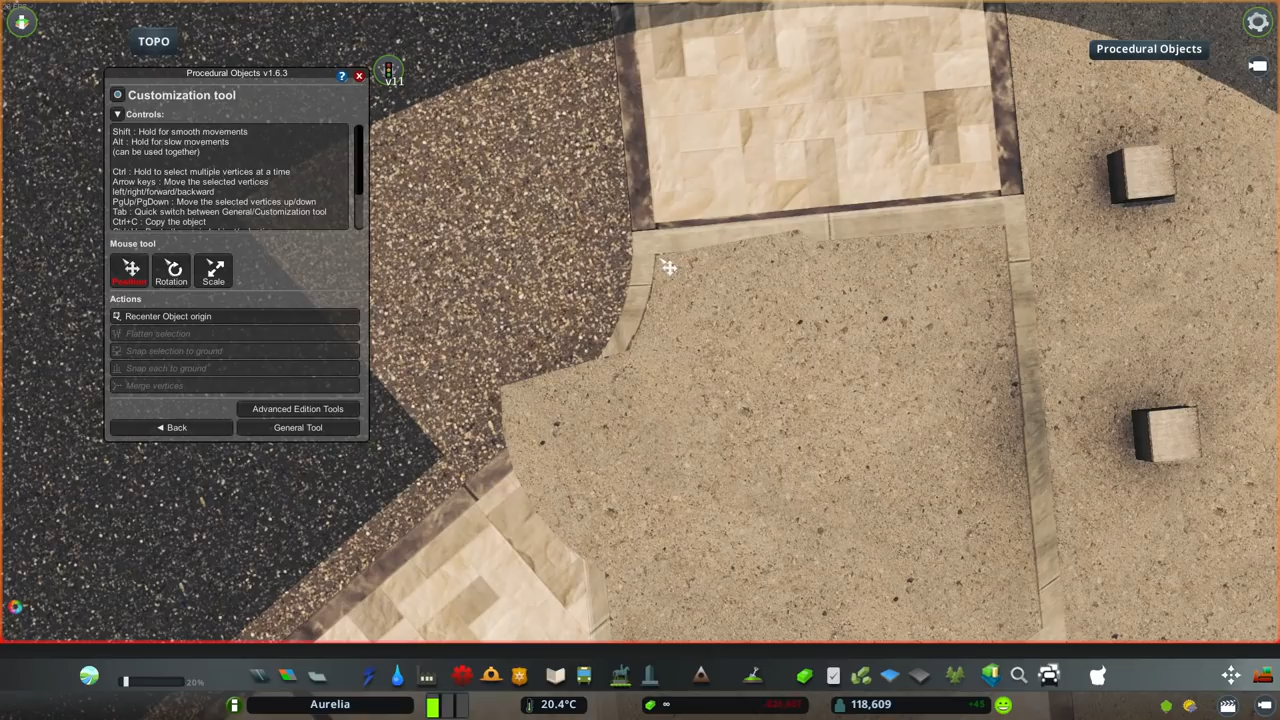 TOPO
Procedural Objects
v11
Procedural Objects v1.6.3
?
x
Customization tool
Controls:
Shift : Hold for smooth movements
Alt : Hold for slow movements
(can be used together)
Ctrl : Hold to select multiple vertices at a time
Arrow keys : Move the selected vertices
left/right/forward/backward
PgUp/PgDown : Move the selected vertices up/down
Tab : Quick switch between General/Customization tool
Ctrl+C : Copy the object
Mouse tool
Position
Rotation
Scale
Actions
Recenter Object origin
Flatten selection
Snap selection to ground
Snap each to ground
Merge vertices
Advanced Edition Tools
◄ Back
General Tool
20%
Aurelia
20.4°C
∞
118,609
+45